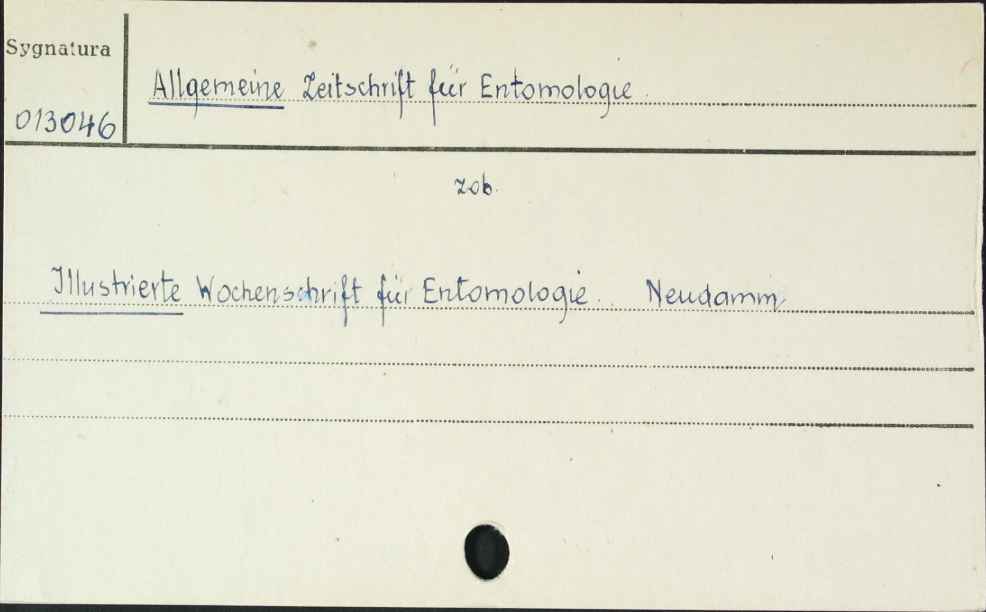 Sygnatura
013046
Allgemeine Zeitschrift für Entomologie
zob.
Illustrierte Wochenschrift für Entomologie. Neudamm